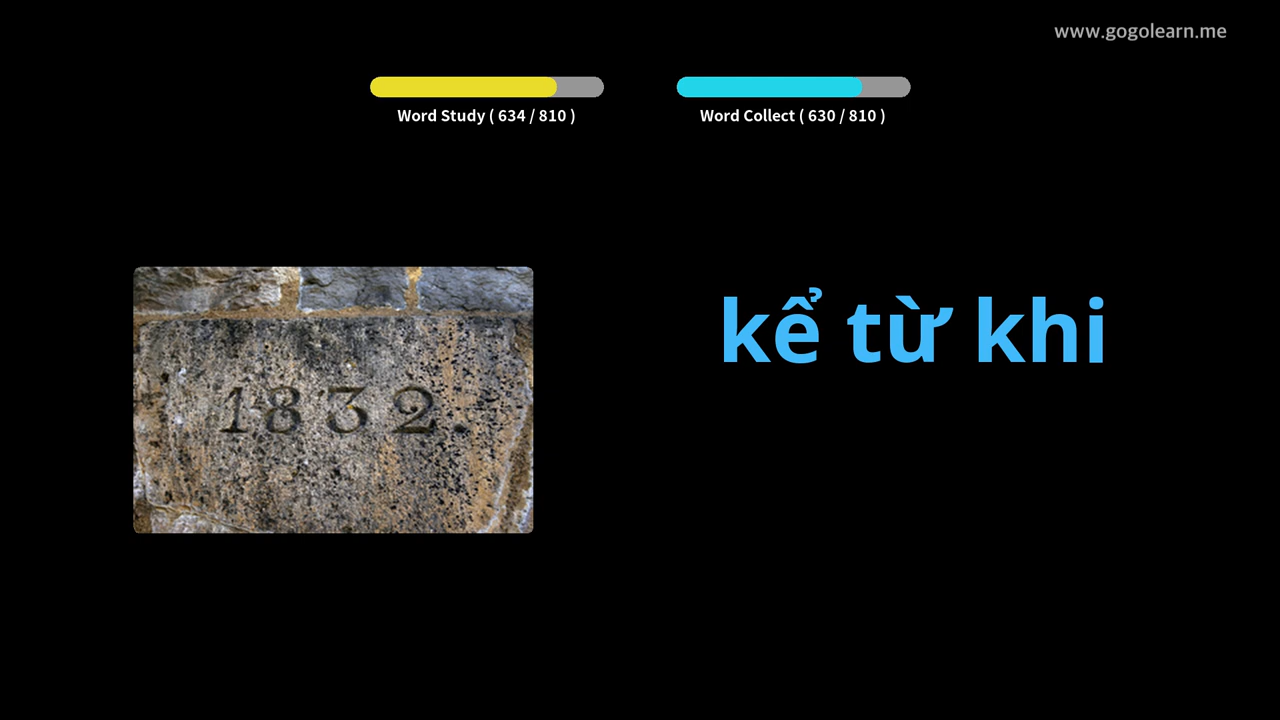 www.gogolearn.me
Word Study ( 634 / 810 )
Word Collect ( 630 / 810 )
kể từ khi
1832.